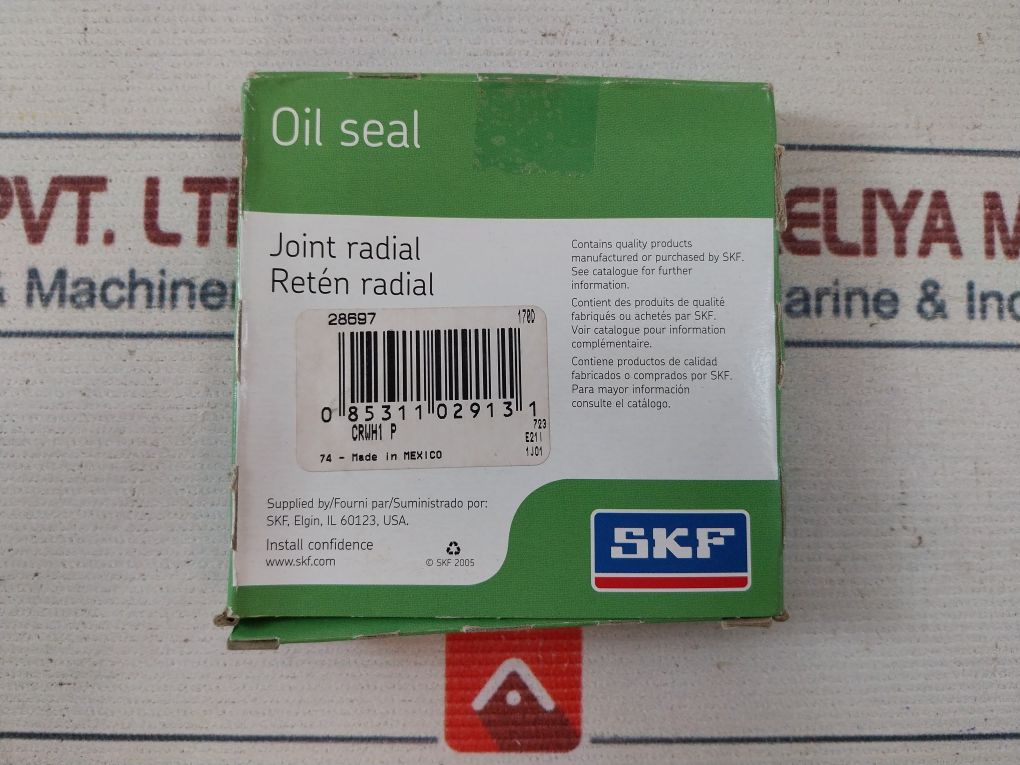 Oil seal
Joint radial
Retén radial
28697 170D
0 85311 02913 1
CRWH1 P
723
E21I
1J01
74 - Made in MEXICO
Contains quality products
manufactured or purchased by SKF.
See catalogue for further
information.
Contient des produits de qualité
fabriqués ou achetés par SKF.
Voir catalogue pour information
complémentaire.
Contiene productos de calidad
fabricados o comprados por SKF.
Para mayor información
consulte el catálogo.
Supplied by/Fourni par/Suministrado por:
SKF, Elgin, IL 60123, USA.
Install confidence
www.skf.com
© SKF 2005
SKF
PVT. LT
& Machine
ELIYA M
arine & Ind